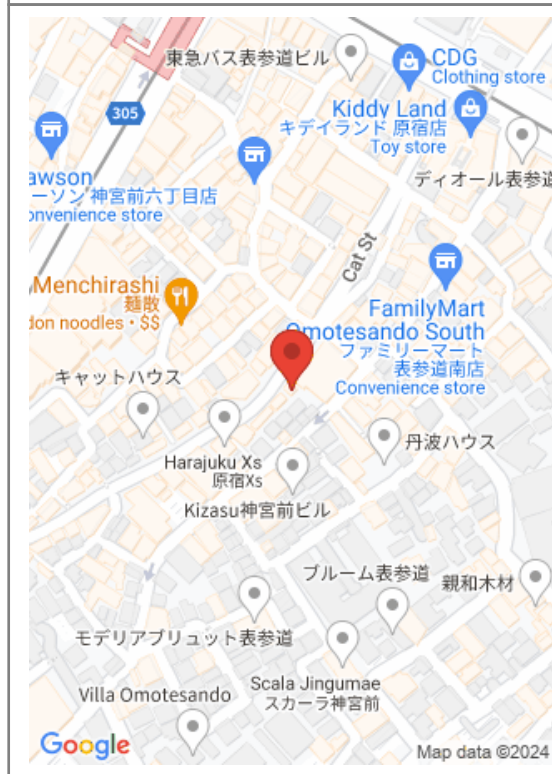 東急バス表参道ビル
CDG
Clothing store
305
Kiddy Land
キデイランド 原宿店
Toy store
awson
ーソン 神宮前六丁目店
onvenience store
ディオール表参道
Cat St
Menchirashi
麺散
don noodles・$$
FamilyMart
Omotesando South
ファミリーマート
表参道南店
Convenience store
キャットハウス
丹波ハウス
Harajuku Xs
原宿Xs
Kizasu神宮前ビル
ブルーム表参道
親和木材
モデリアブリュット表参道
Scala Jingumae
スカーラ神宮前
Villa Omotesando
Google
Map data ©2024